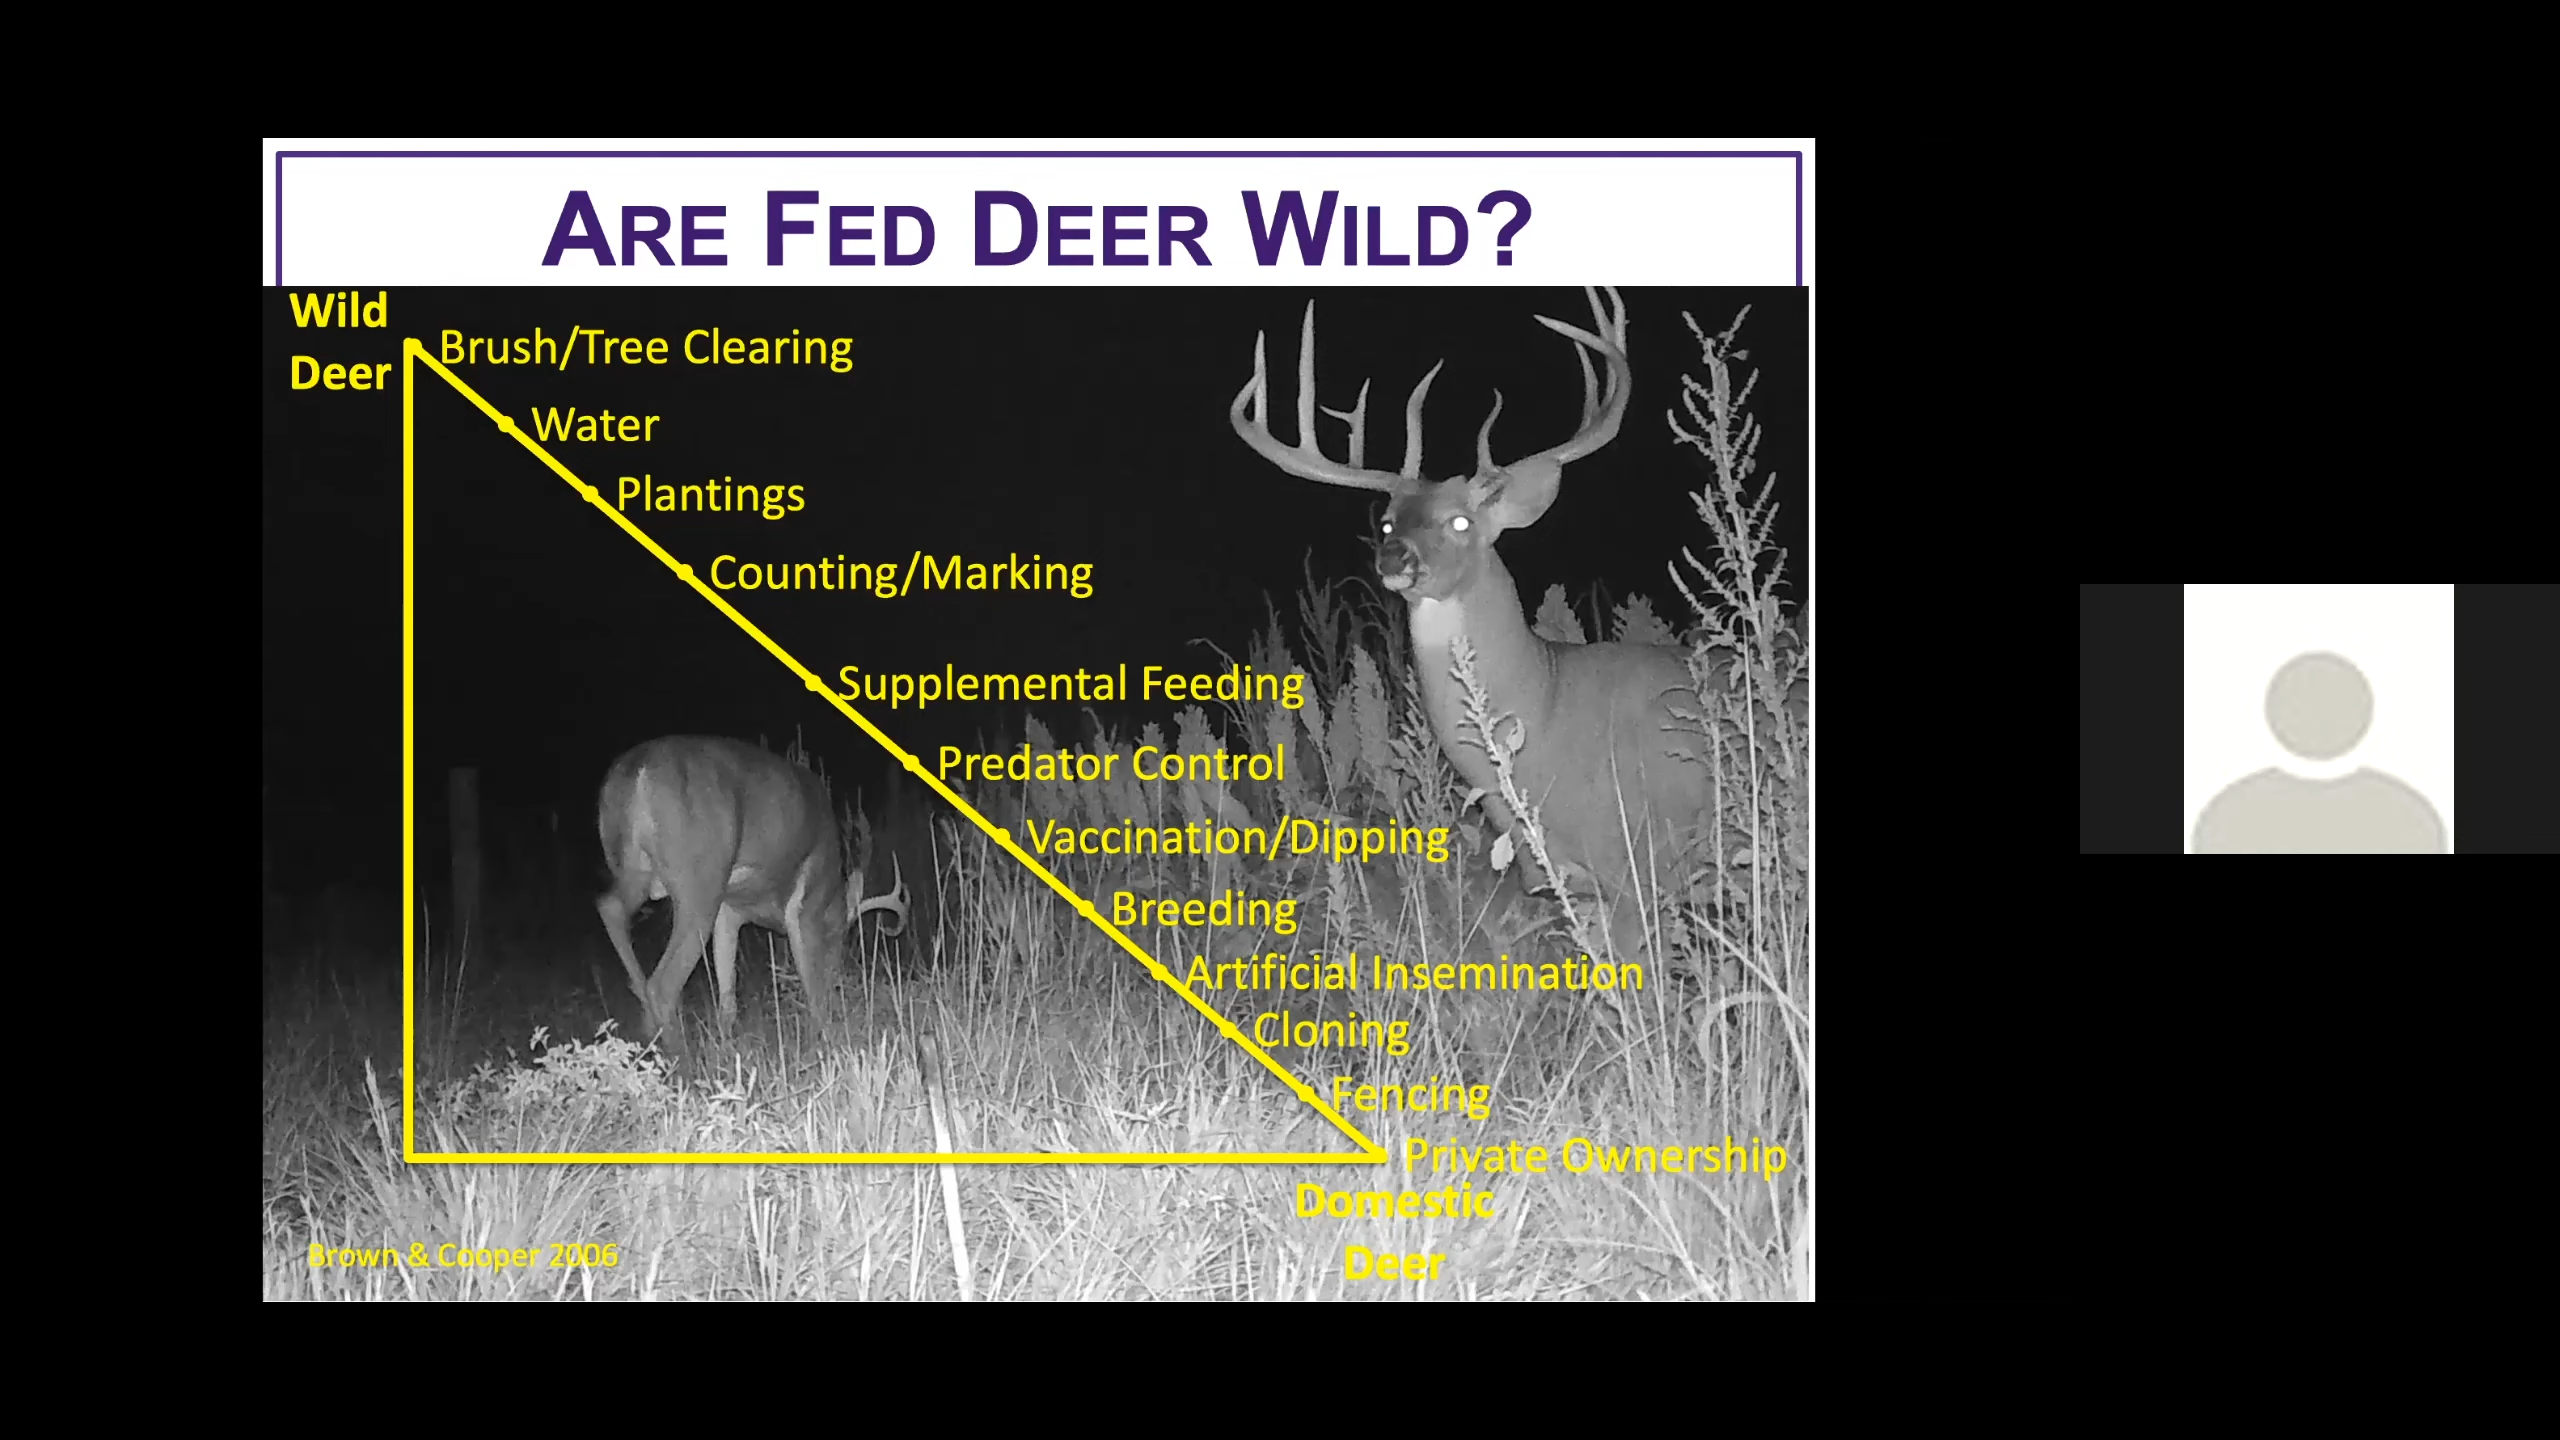 ARE FED DEER WILD?
Wild
Deer
Brush/Tree Clearing
Water
Plantings
Counting/Marking
Supplemental Feeding
Predator Control
Vaccination/Dipping
Breeding
Artificial Insemination
Cloning
Fencing
Private Ownership
Domestic
Deer
Brown & Cooper 2006